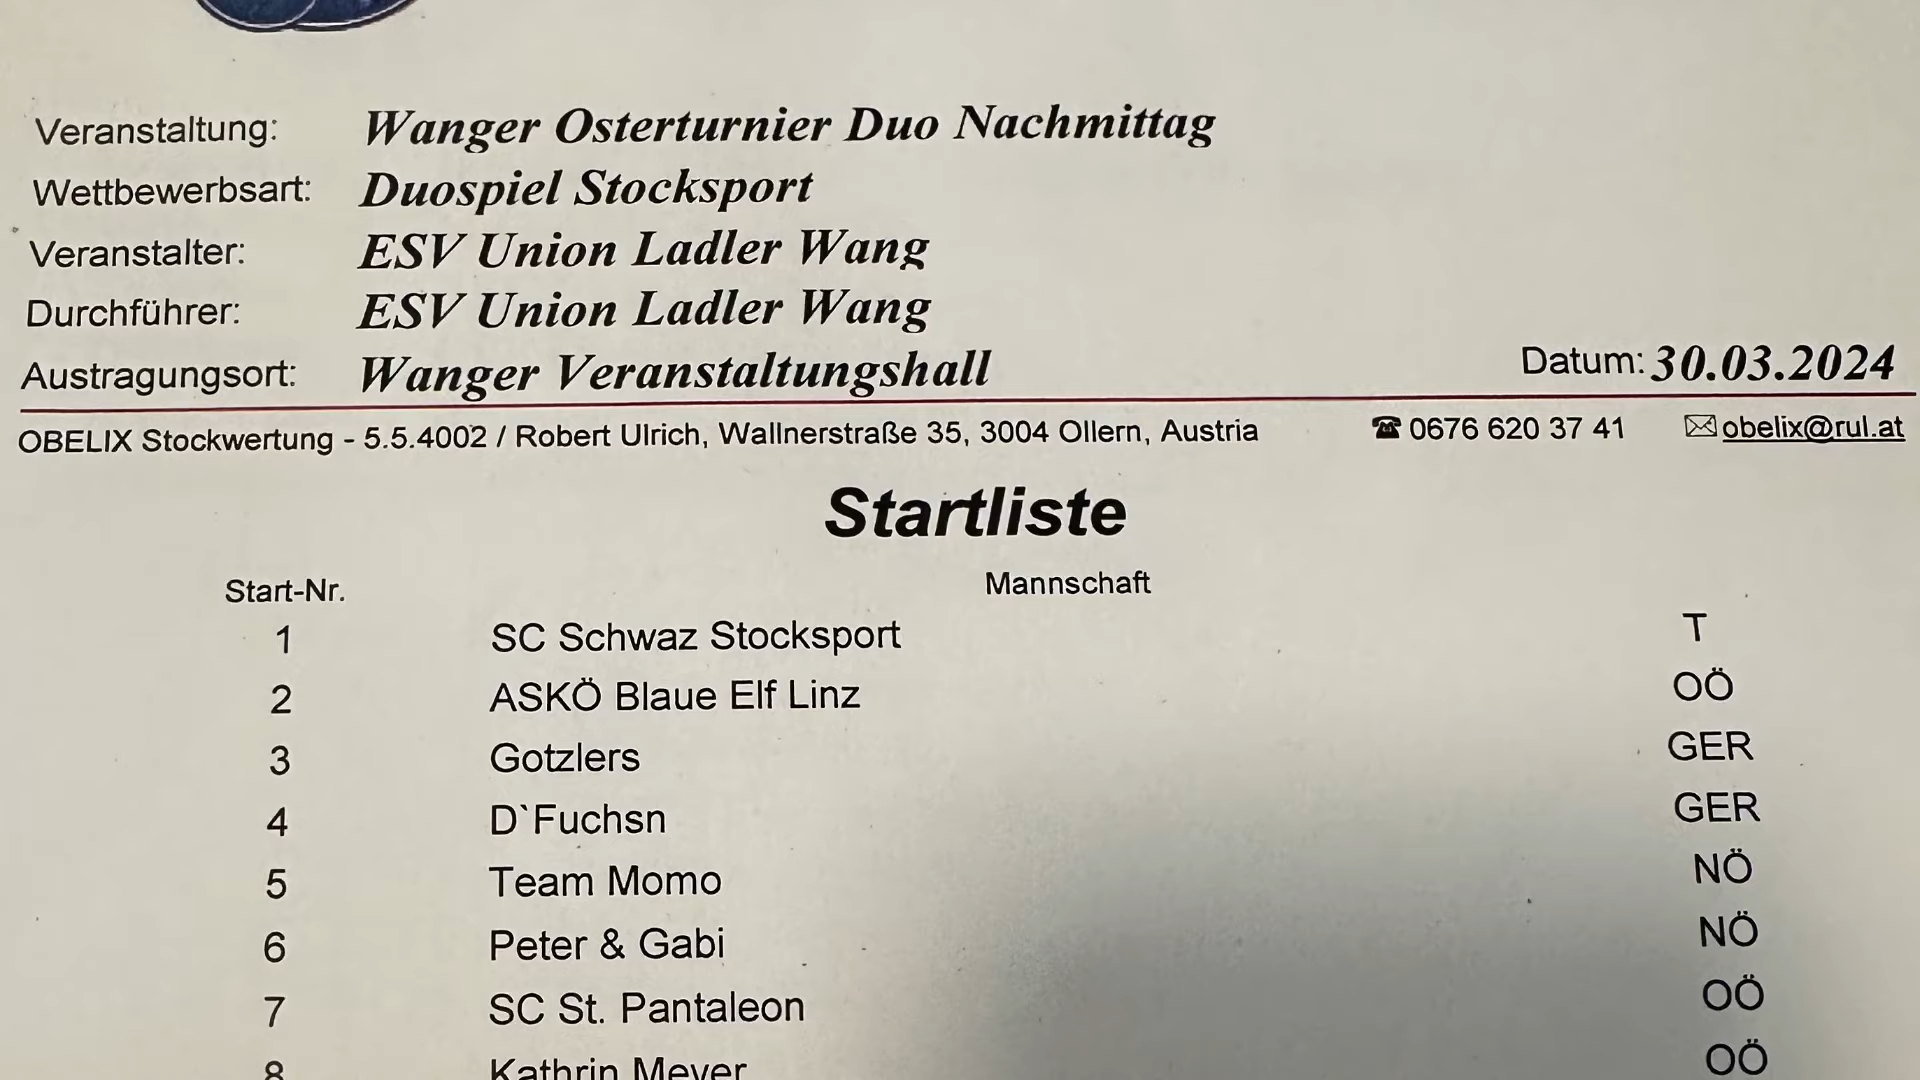 Veranstaltung: Wanger Osterturnier Duo Nachmittag
Wettbewerbsart: Duospiel Stocksport
Veranstalter: ESV Union Ladler Wang
Durchführer: ESV Union Ladler Wang
Austragungsort: Wanger Veranstaltungshall Datum: 30.03.2024
OBELIX Stockwertung - 5.5.4002 / Robert Ulrich, Wallnerstraße 35, 3004 Ollern, Austria ☎ 0676 620 37 41 ✉ obelix@rul.at
Startliste
Start-Nr. Mannschaft
1 SC Schwaz Stocksport T
2 ASKÖ Blaue Elf Linz OÖ
3 Gotzlers GER
4 D`Fuchsn GER
5 Team Momo NÖ
6 Peter & Gabi NÖ
7 SC St. Pantaleon OÖ
8 Kathrin Meyer OÖ